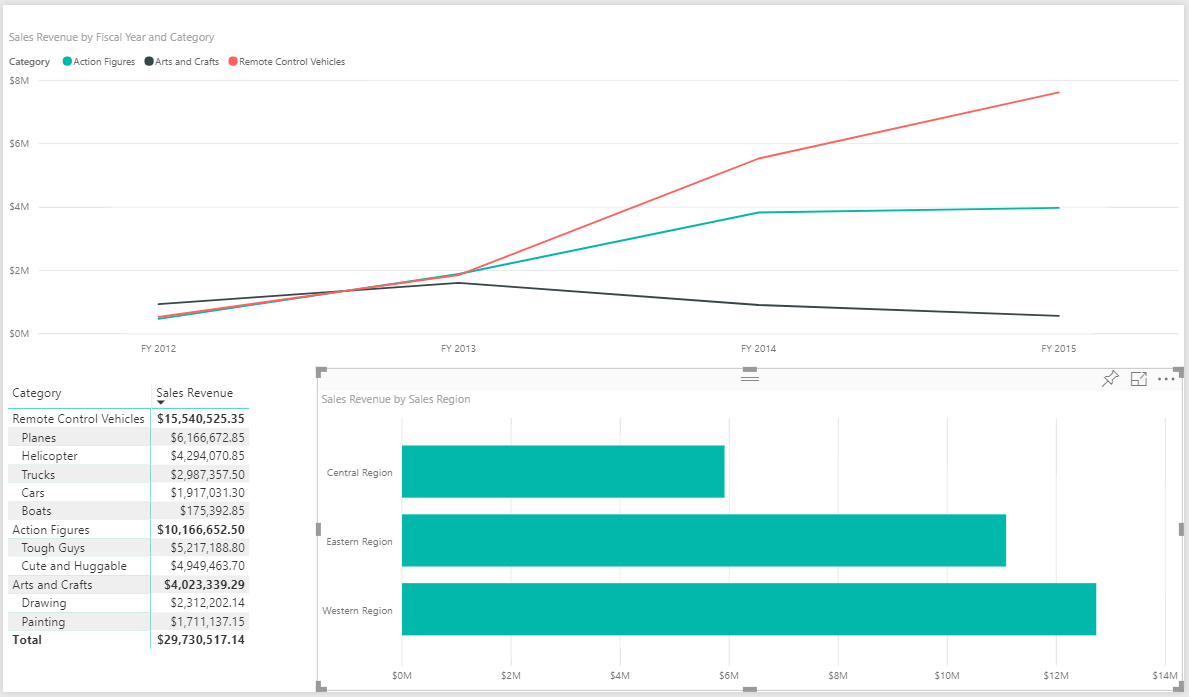 Sales Revenue by Fiscal Year and Category
Category Action Figures Arts and Crafts Remote Control Vehicles
$8M
$6M
$4M
$2M
$0M
FY 2012 FY 2013 FY 2014 FY 2015
Category Sales Revenue
Remote Control Vehicles $15,540,525.35
Planes $6,166,672.85
Helicopter $4,294,070.85
Trucks $2,987,357.50
Cars $1,917,031.30
Boats $175,392.85
Action Figures $10,166,652.50
Tough Guys $5,217,188.80
Cute and Huggable $4,949,463.70
Arts and Crafts $4,023,339.29
Drawing $2,312,202.14
Painting $1,711,137.15
Total $29,730,517.14
Sales Revenue by Sales Region
Central Region
Eastern Region
Western Region
$0M $2M $4M $6M $8M $10M $12M $14M